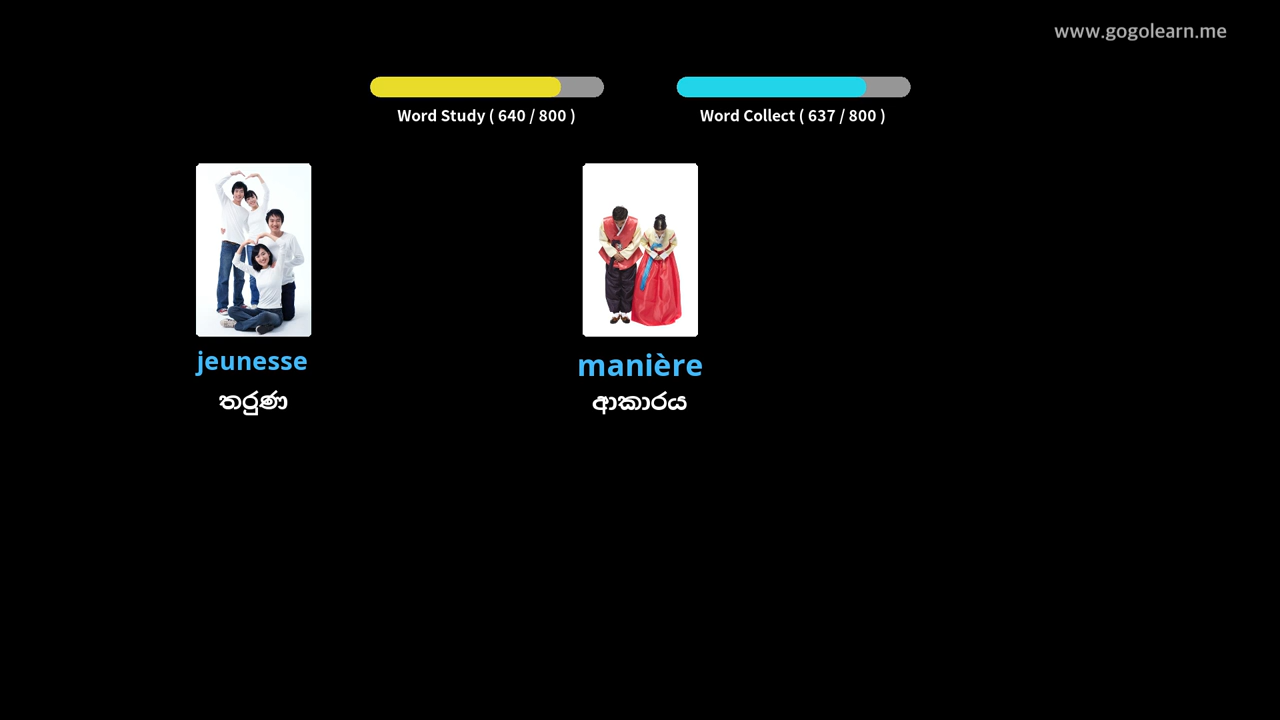 www.gogolearn.me
Word Study ( 640 / 800 )
Word Collect ( 637 / 800 )
jeunesse
තරුණ
manière
ආකාරය